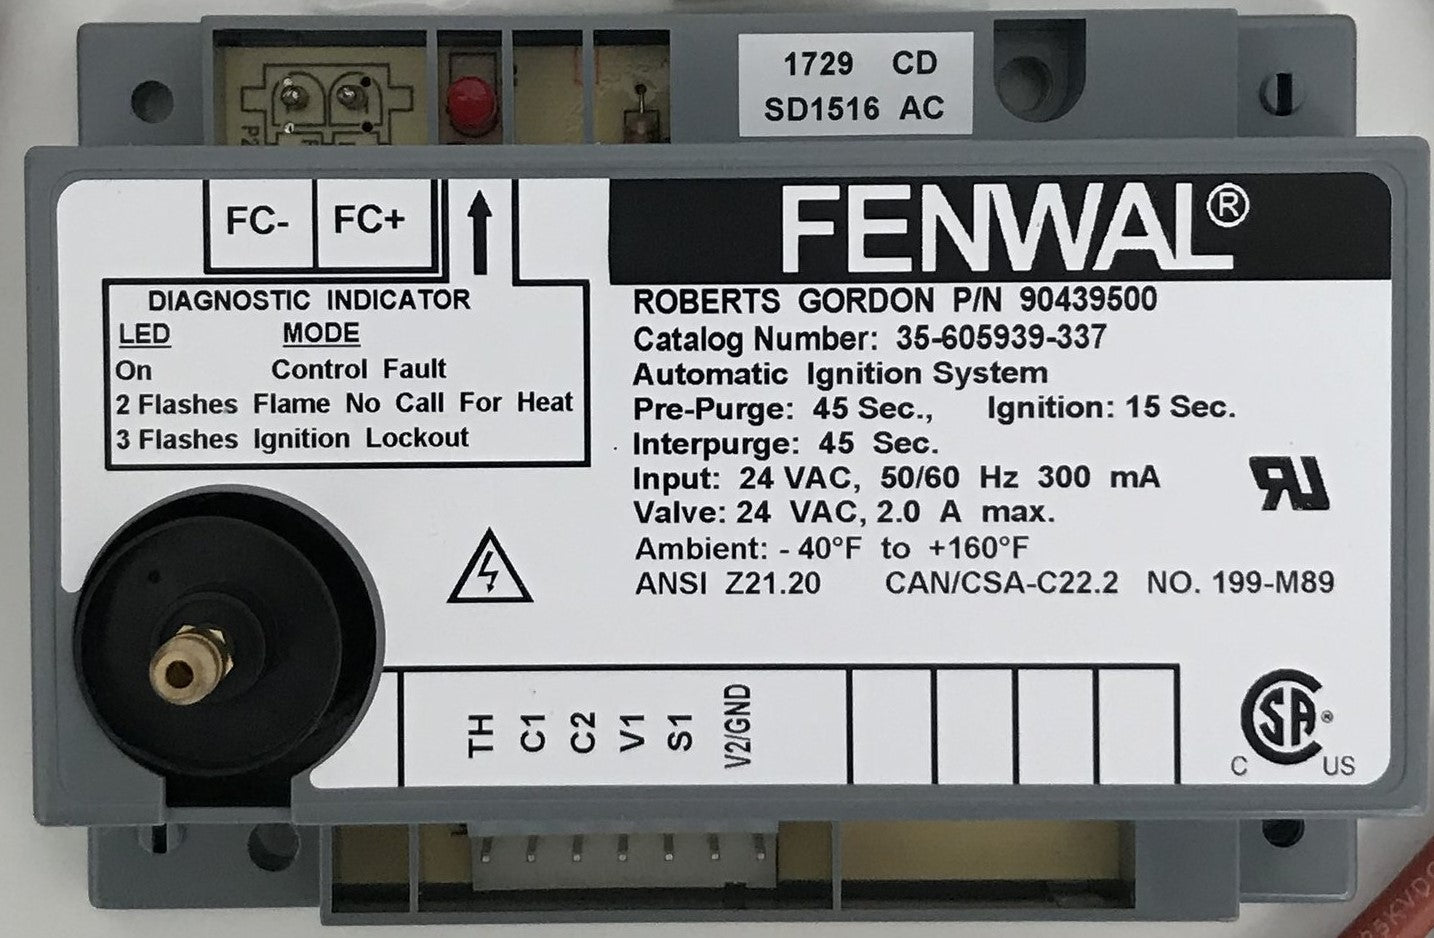 1729 CD
SD1516 AC
P2
FC- FC+
FENWAL®
DIAGNOSTIC INDICATOR
LED MODE
On Control Fault
2 Flashes Flame No Call For Heat
3 Flashes Ignition Lockout
ROBERTS GORDON P/N 90439500
Catalog Number: 35-605939-337
Automatic Ignition System
Pre-Purge: 45 Sec., Ignition: 15 Sec.
Interpurge: 45 Sec.
Input: 24 VAC, 50/60 Hz 300 mA
Valve: 24 VAC, 2.0 A max.
Ambient: - 40°F to +160°F
ANSI Z21.20 CAN/CSA-C22.2 NO. 199-M89
TH
C1
C2
V1
S1
V2/GND
SA®
C US